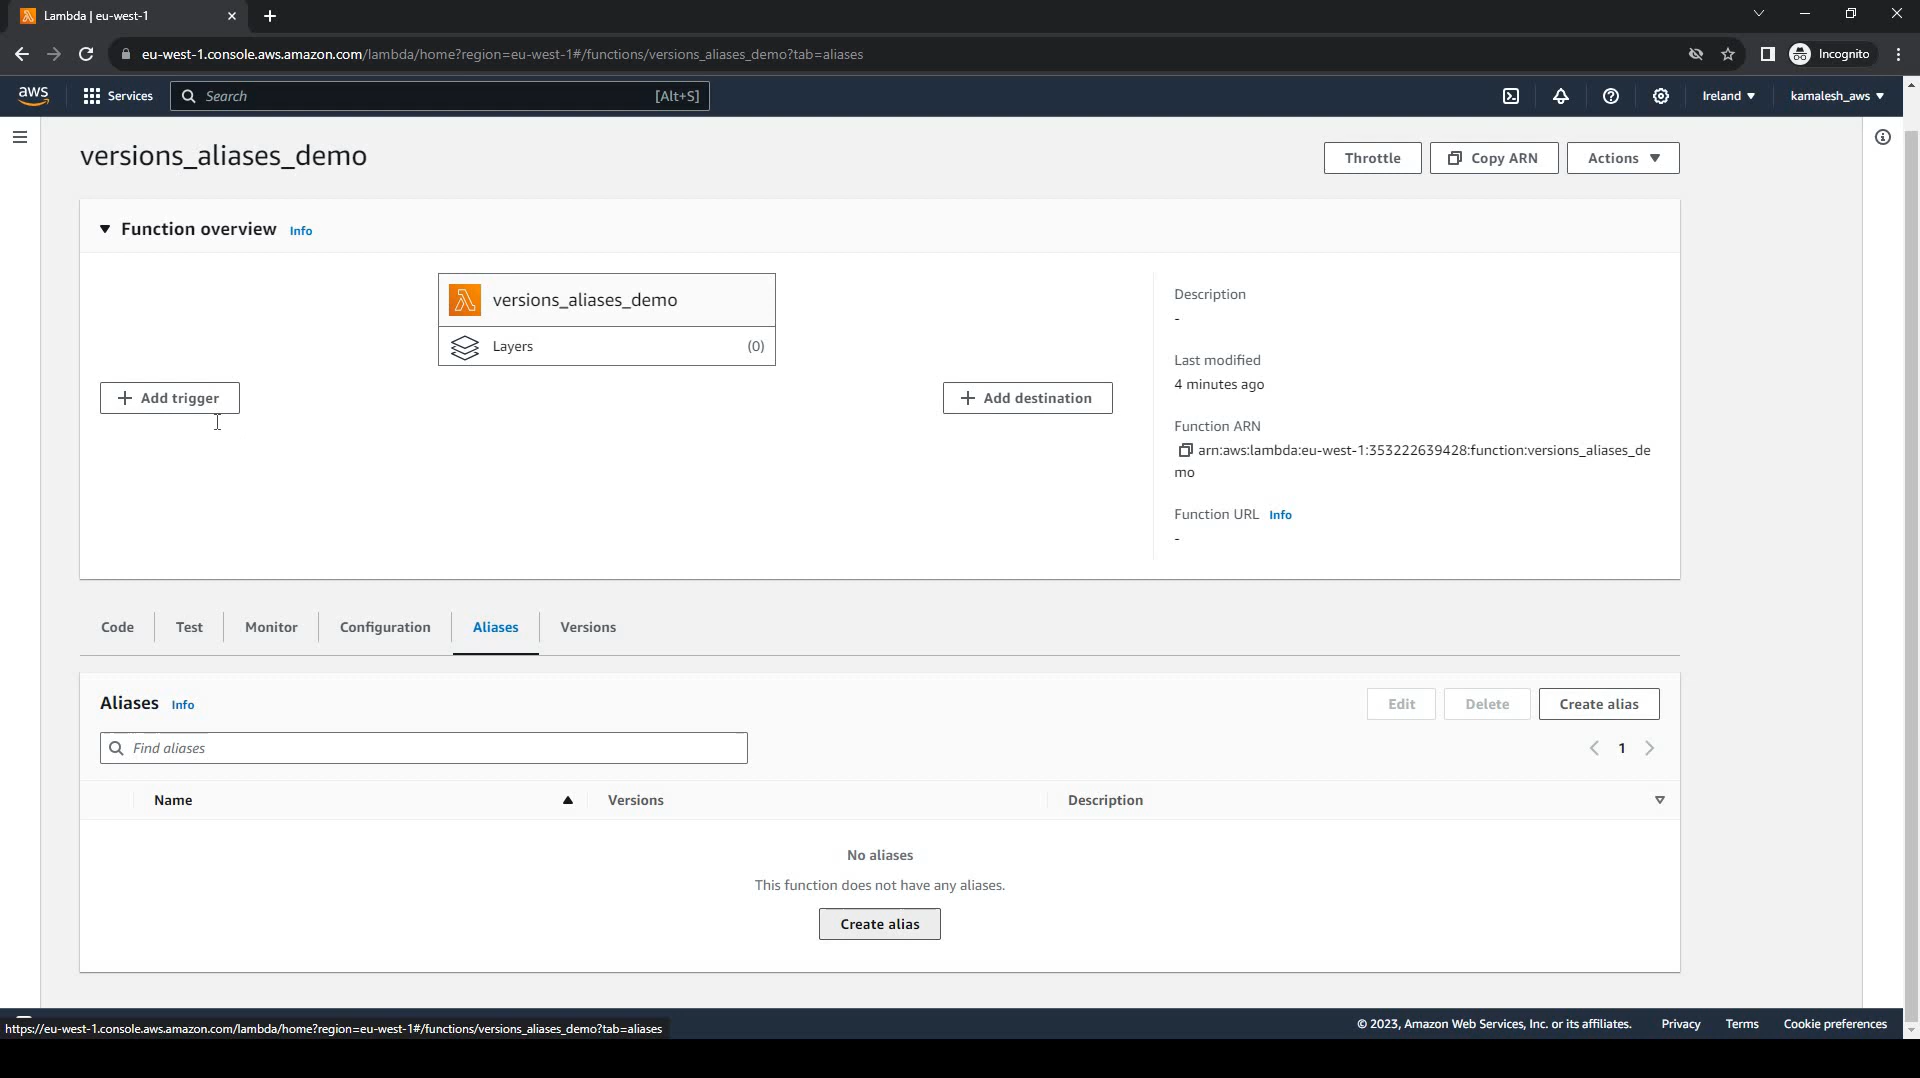 Lambda | eu-west-1
eu-west-1.console.aws.amazon.com/lambda/home?region=eu-west-1#/functions/versions_aliases_demo?tab=aliases
Incognito
aws
Services
Search
[Alt+S]
Ireland
kamalesh_aws
versions_aliases_demo
Throttle
Copy ARN
Actions
Function overview Info
versions_aliases_demo
Layers (0)
Add trigger
Add destination
Description
-
Last modified
4 minutes ago
Function ARN
arn:aws:lambda:eu-west-1:353222639428:function:versions_aliases_de
mo
Function URL Info
-
Code
Test
Monitor
Configuration
Aliases
Versions
Aliases Info
Edit
Delete
Create alias
Find aliases
1
Name
Versions
Description
No aliases
This function does not have any aliases.
Create alias
https://eu-west-1.console.aws.amazon.com/lambda/home?region=eu-west-1#/functions/versions_aliases_demo?tab=aliases
© 2023, Amazon Web Services, Inc. or its affiliates.
Privacy
Terms
Cookie preferences